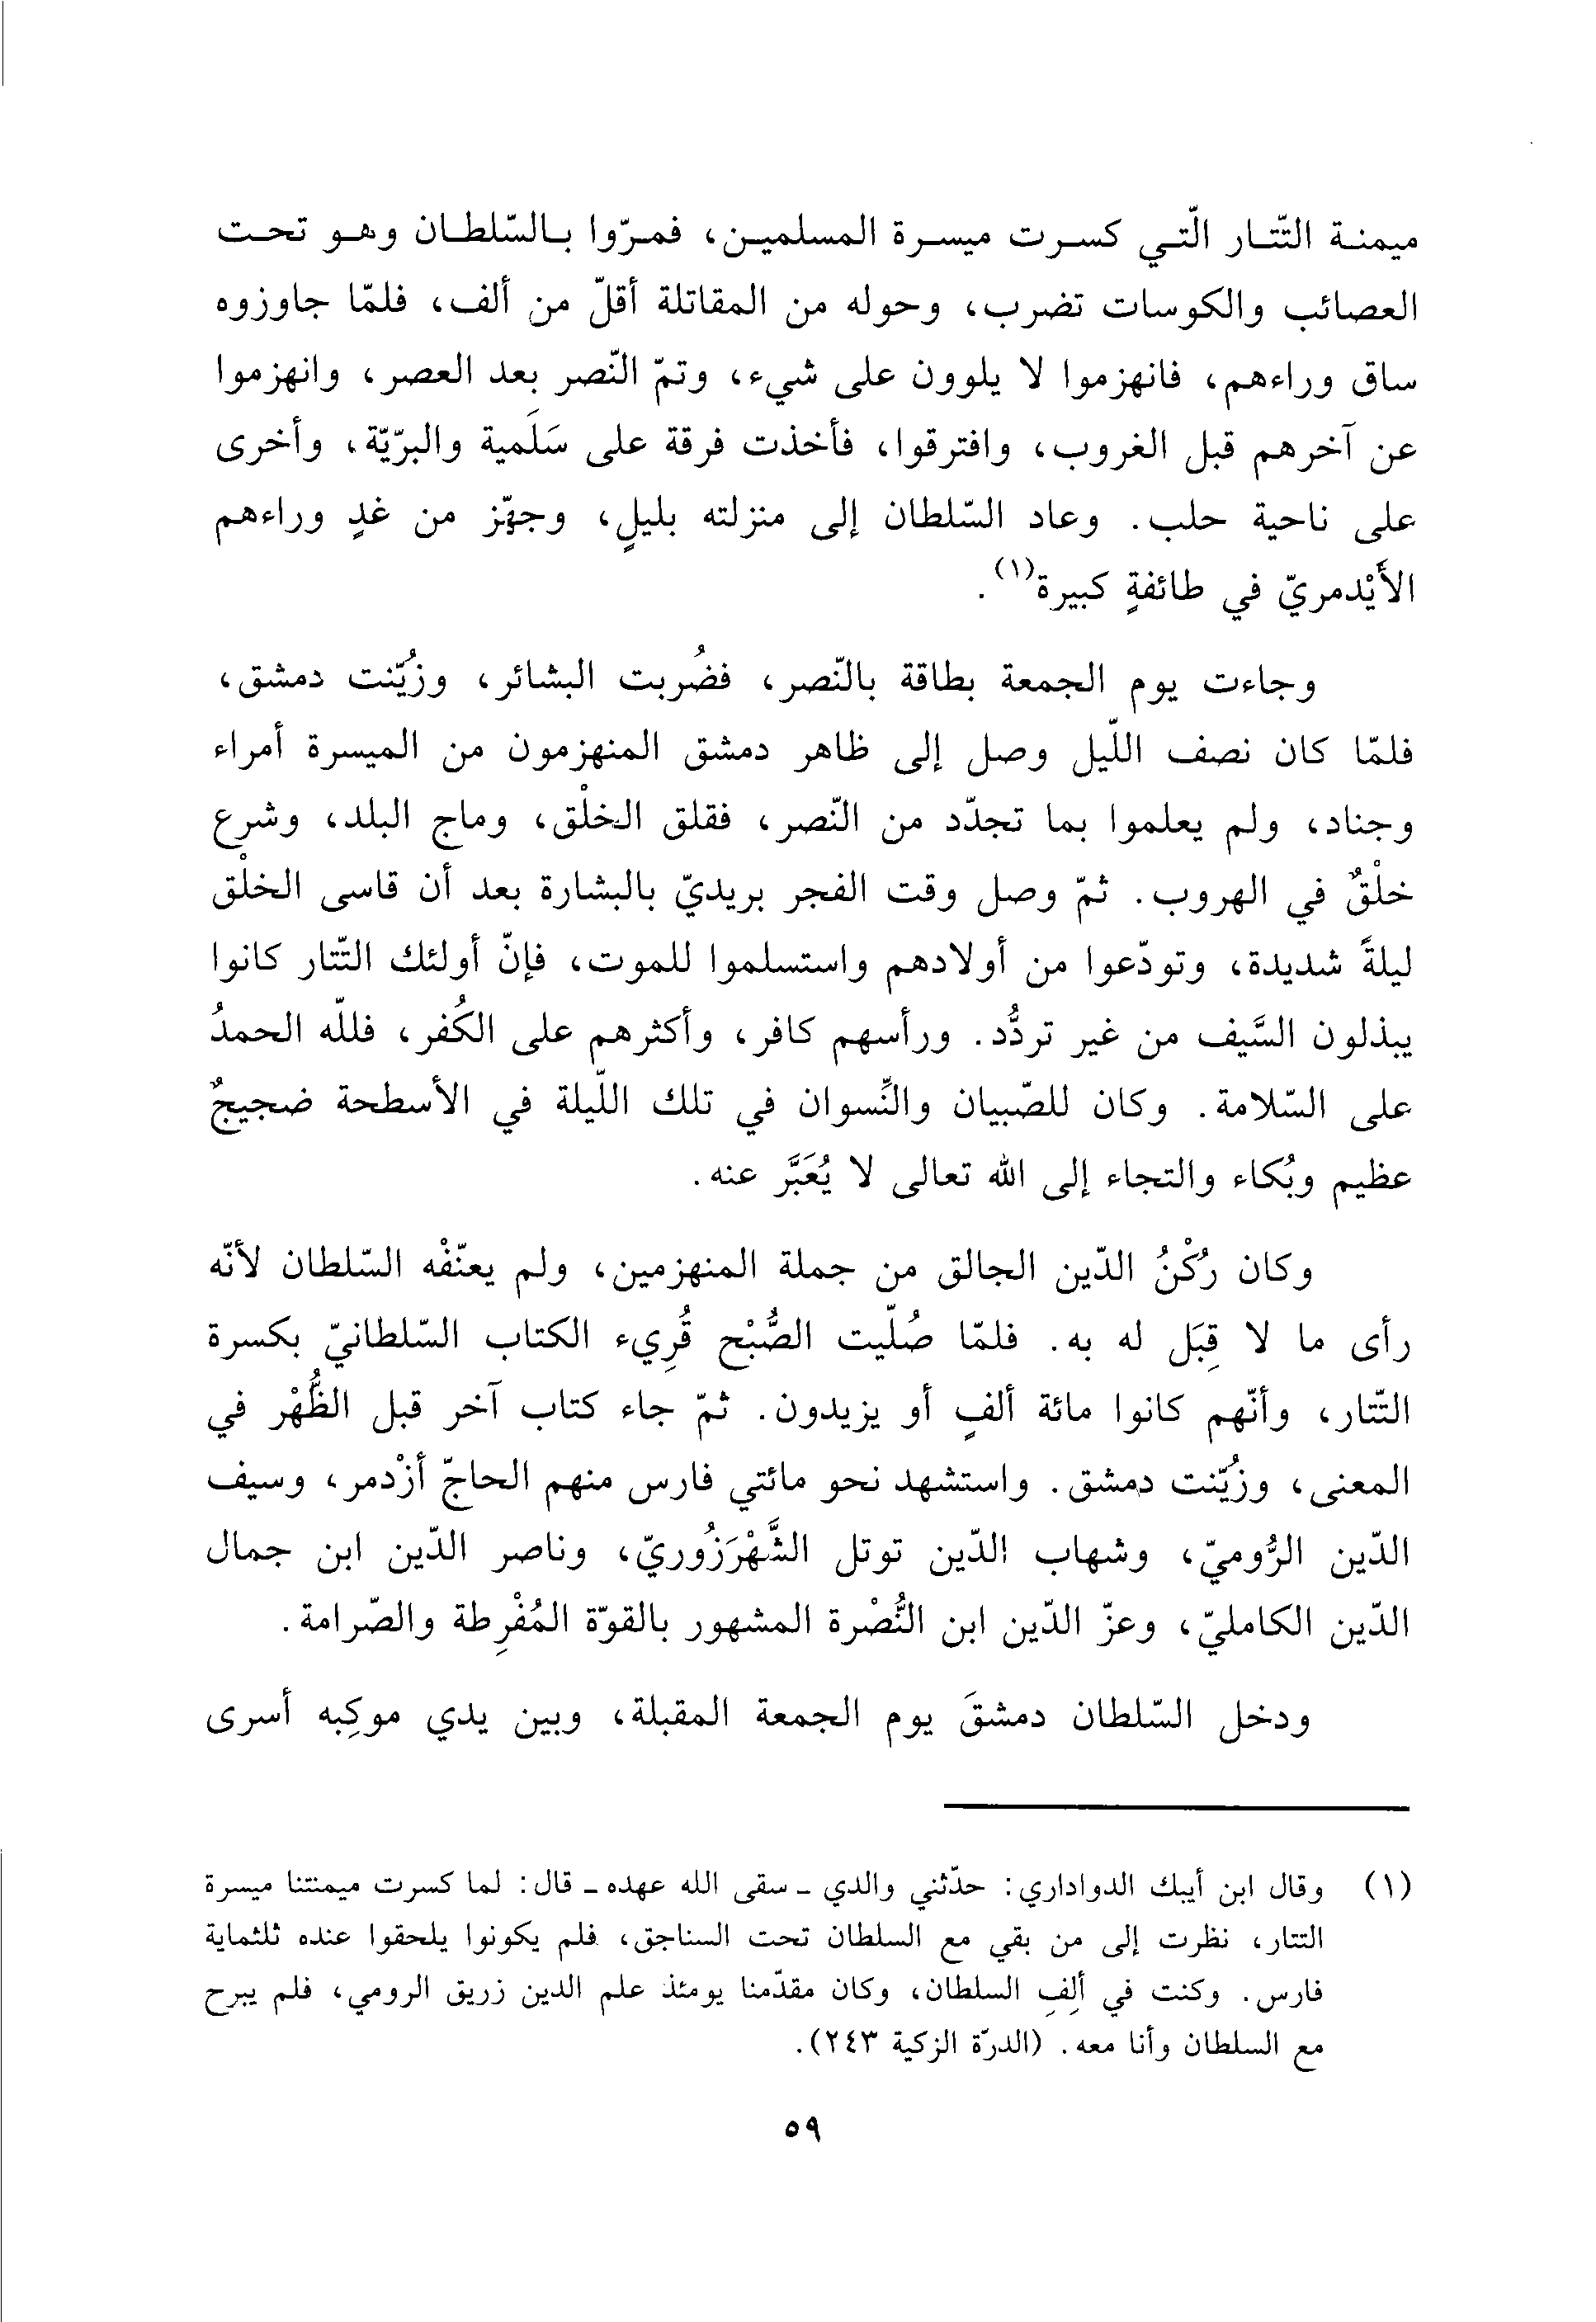 ميمنة التّتار الّتي كسرت ميسرة المسلمين، فمرّوا بالسّلطان وهو تحت
العصائب والكوسات تضرب، وحوله من المقاتلة أقلّ من ألف، فلمّا جاوزوه
ساق وراءهم، فانهزموا لا يلوون على شيء، وتمّ النّصر بعد العصر، وانهزموا
عن آخرهم قبل الغروب، وافترقوا، فأخذت فرقة على سَلَمية والبرّيّة، وأخرى
على ناحية حلب. وعاد السّلطان إلى منزلته بليلٍ، وجهّز من غدٍ وراءهم
الأَيْدمريّ في طائفةٍ كبيرة(١).
وجاءت يوم الجمعة بطاقة بالنّصر، فضُربت البشائر، وزُيّنت دمشق،
فلمّا كان نصف اللّيل وصل إلى ظاهر دمشق المنهزمون من الميسرة أمراء
وجناد، ولم يعلموا بما تجدّد من النّصر، فقلق الخلْق، وماج البلد، وشرع
خلْقٌ في الهروب. ثمّ وصل وقت الفجر بريديّ بالبشارة بعد أن قاسى الخلْق
ليلةً شديدة، وتودّعوا من أولادهم واستسلموا للموت، فإنّ أولئك التّتار كانوا
يبذلون السَّيف من غير تردُّد. ورأسهم كافر، وأكثرهم على الكُفر، فللّه الحمدُ
على السّلامة. وكان للصّبيان والنِّسوان في تلك اللّيلة في الأسطحة ضجيجٌ
عظيم وبُكاء والتجاء إلى الله تعالى لا يُعَبَّر عنه.
وكان رُكْنُ الدّين الجالق من جملة المنهزمين، ولم يعنّفْه السّلطان لأنّه
رأى ما لا قِبَل له به. فلمّا صُلّيت الصُّبْح قُرِيء الكتاب السّلطانيّ بكسرة
التّتار، وأنّهم كانوا مائة ألفٍ أو يزيدون. ثمّ جاء كتاب آخر قبل الظُّهْر في
المعنى، وزُيّنت دمشق. واستشهد نحو مائتي فارس منهم الحاجّ أزْدمر، وسيف
الدّين الرُّوميّ، وشهاب الدّين توتل الشَّهْرَزُوريّ، وناصر الدّين ابن جمال
الدّين الكامليّ، وعزّ الدّين ابن النُّصْرة المشهور بالقوّة المُفْرِطة والصّرامة.
ودخل السّلطان دمشقَ يوم الجمعة المقبلة، وبين يدي موكِبه أسرى
(١) وقال ابن أيبك الدواداري: حدّثني والدي - سقى الله عهده - قال: لما كسرت ميمنتنا ميسرة
التتار، نظرت إلى من بقي مع السلطان تحت السناجق، فلم يكونوا يلحقوا عنده ثلثماية
فارس. وكنت في ألِفِ السلطان، وكان مقدّمنا يومئذ علم الدين زريق الرومي، فلم يبرح
مع السلطان وأنا معه. (الدرّة الزكية ٢٤٣).
٥٩